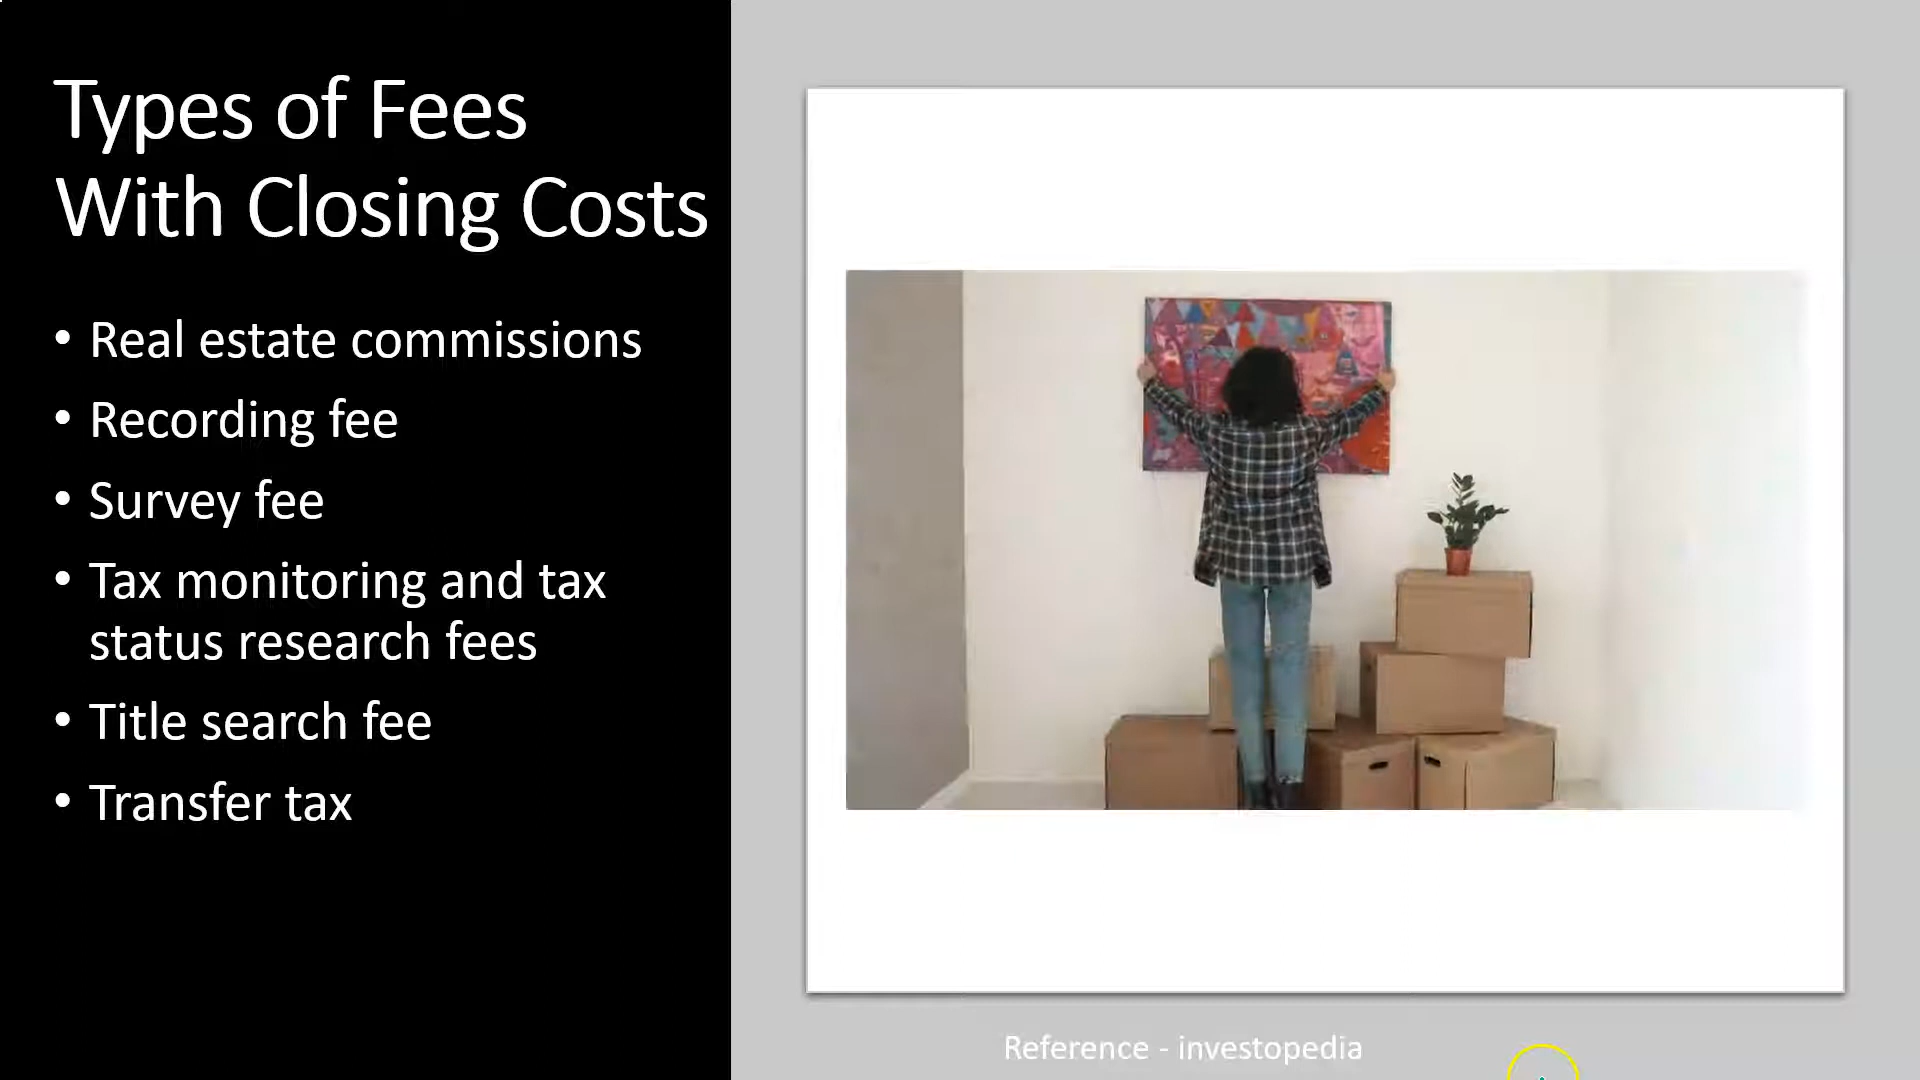 Types of Fees
With Closing Costs
• Real estate commissions
• Recording fee
• Survey fee
• Tax monitoring and tax
status research fees
• Title search fee
• Transfer tax
Reference - investopedia